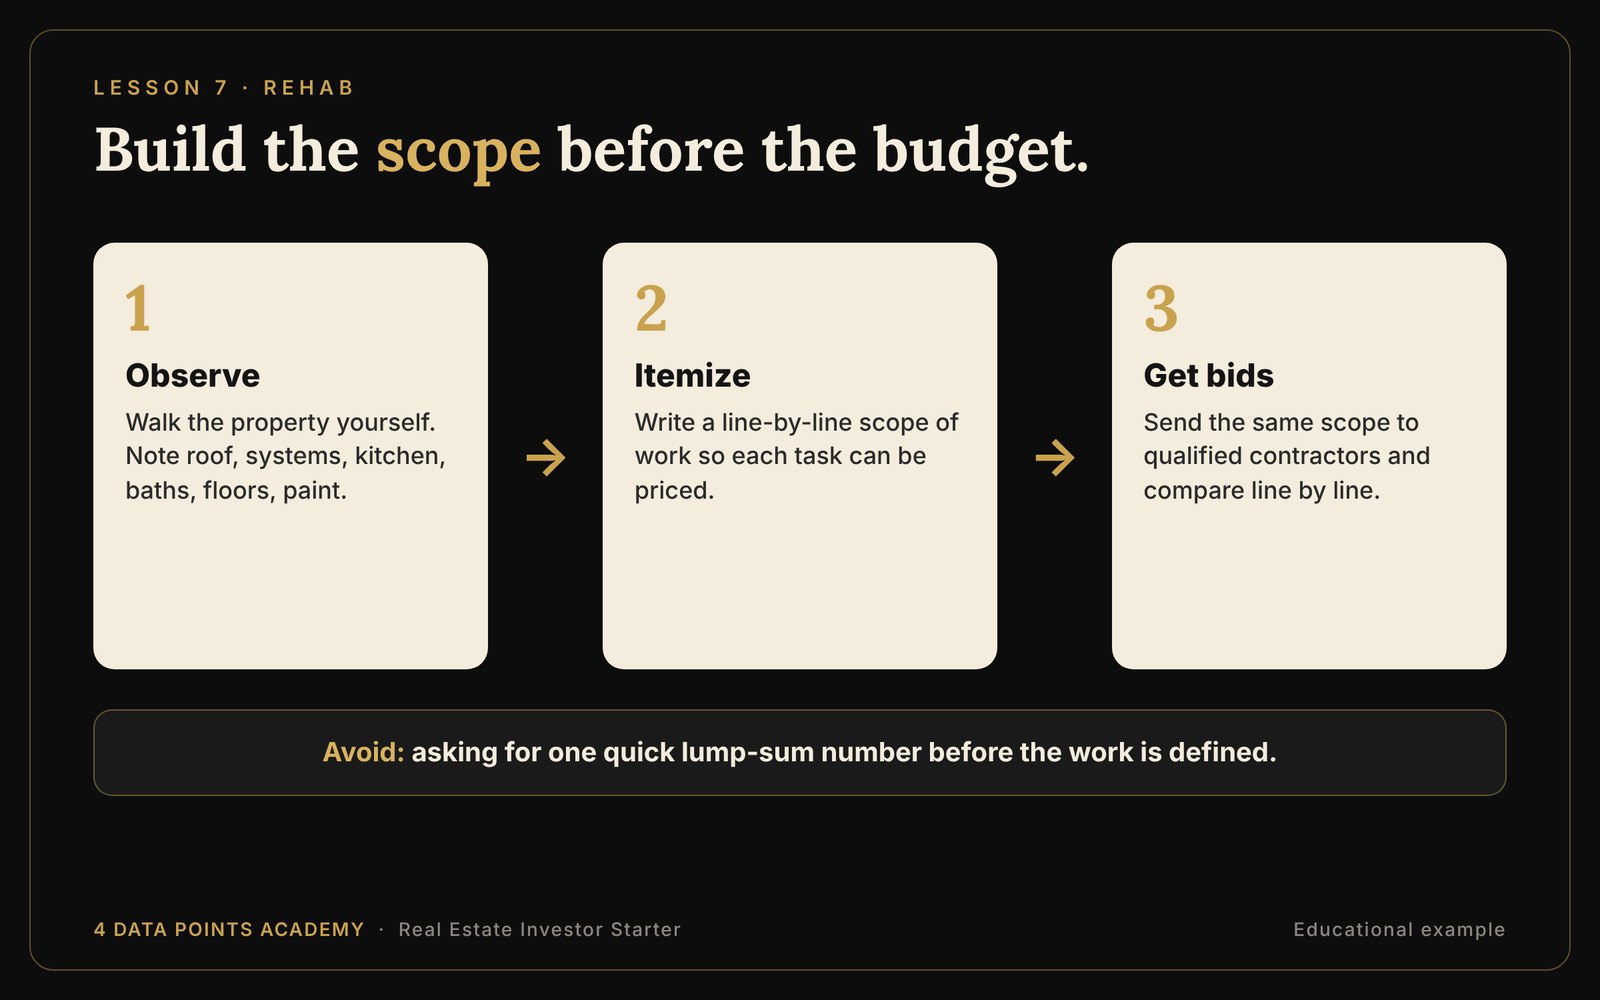 LESSON 7 · REHAB
Build the scope before the budget.
1
Observe
Walk the property yourself.
Note roof, systems, kitchen,
baths, floors, paint.
→
2
Itemize
Write a line-by-line scope of
work so each task can be
priced.
→
3
Get bids
Send the same scope to
qualified contractors and
compare line by line.
Avoid: asking for one quick lump-sum number before the work is defined.
4 DATA POINTS ACADEMY · Real Estate Investor Starter
Educational example